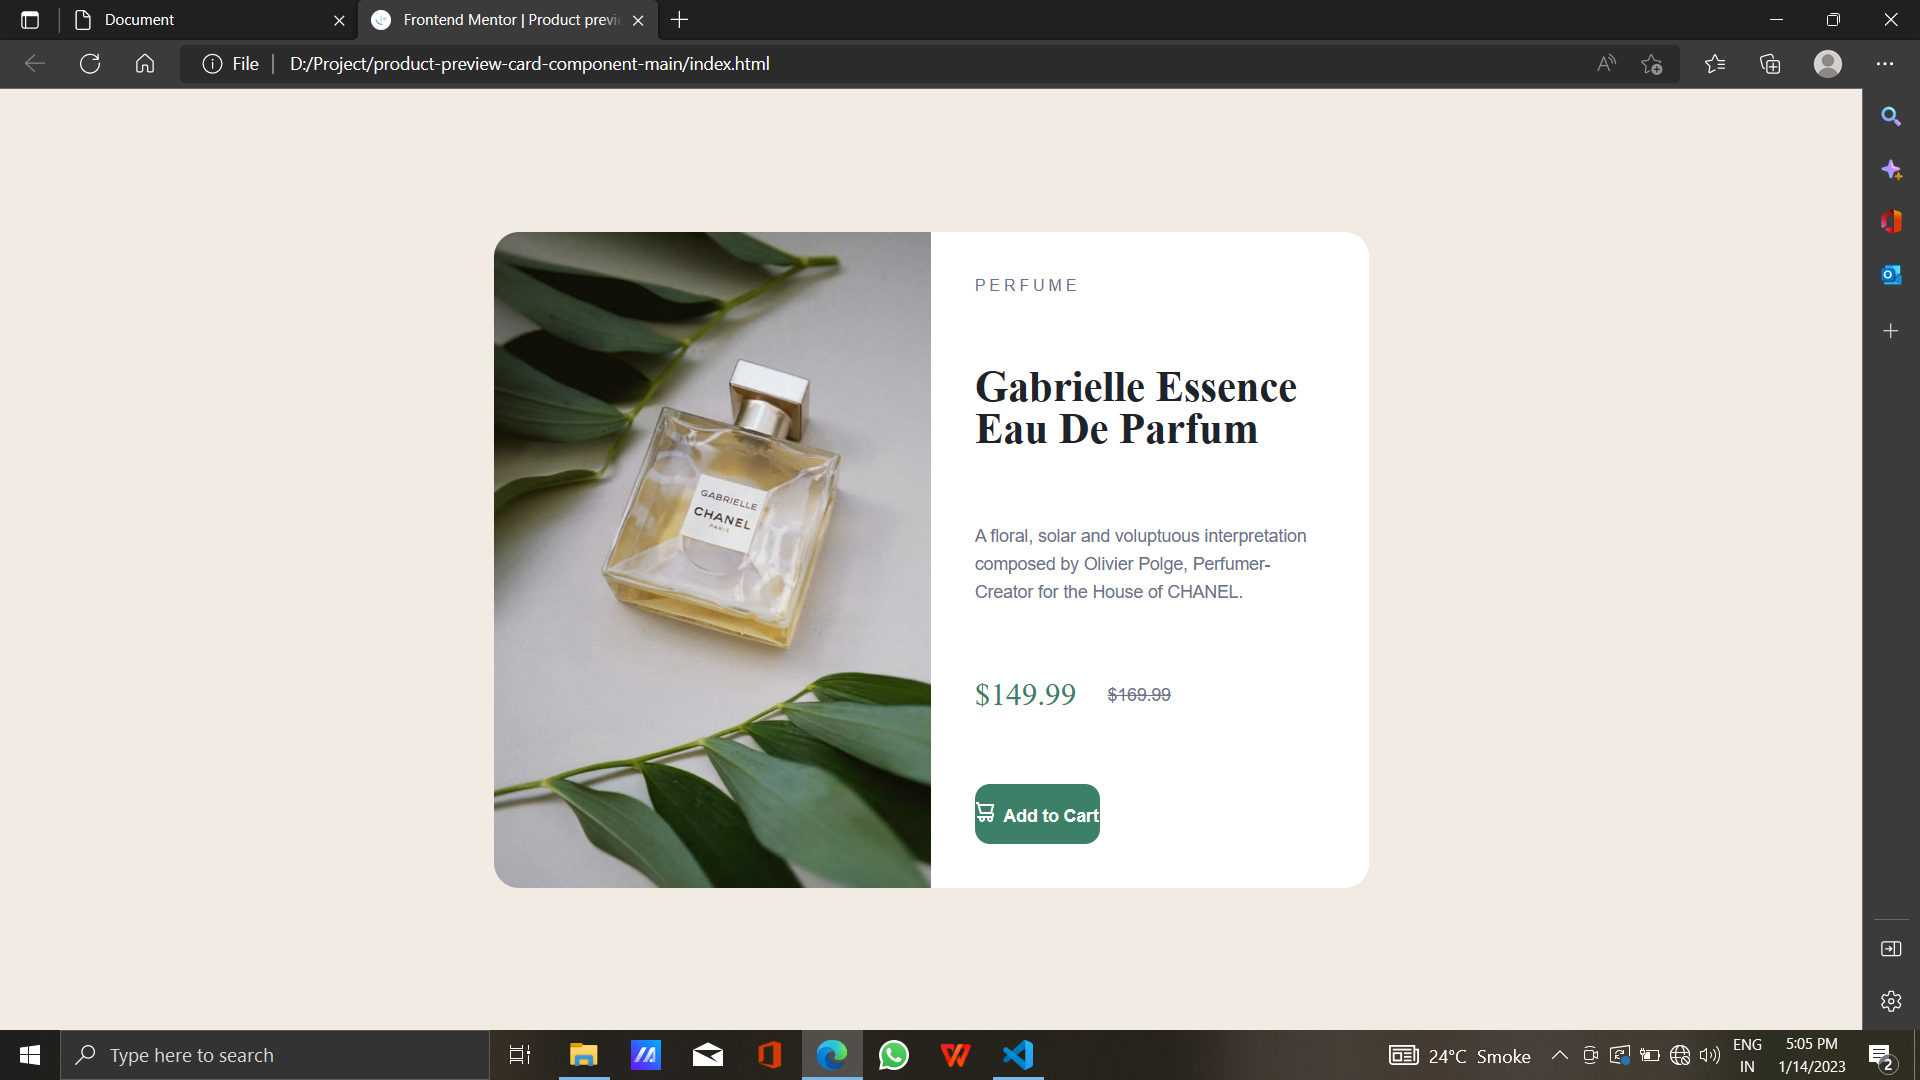 Document
Frontend Mentor | Product previ
File
D:/Project/product-preview-card-component-main/index.html
PERFUME
Gabrielle Essence
Eau De Parfum
GABRIELLE
CHANEL
PARIS
A floral, solar and voluptuous interpretation
composed by Olivier Polge, Perfumer-
Creator for the House of CHANEL.
$149.99 $169.99
Add to Cart
Type here to search
24°C Smoke
ENG
IN
5:05 PM
1/14/2023
2